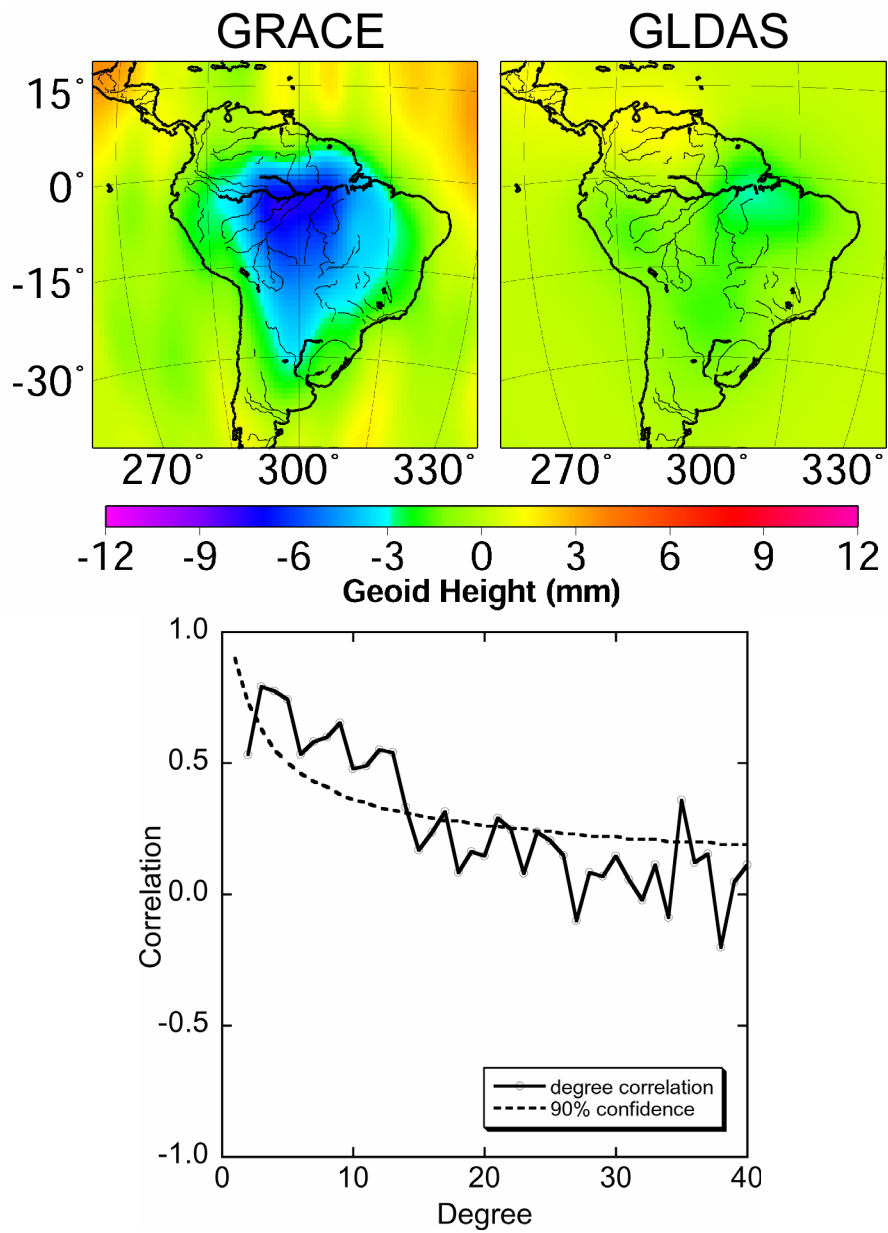 GRACE GLDAS
15°
0°
-15°
-30°
270° 300° 330° 270° 300° 330°
-12 -9 -6 -3 0 3 6 9 12
Geoid Height (mm)
1.0
0.5
0.0
-0.5
-1.0
Correlation
degree correlation
90% confidence
0 10 20 30 40
Degree